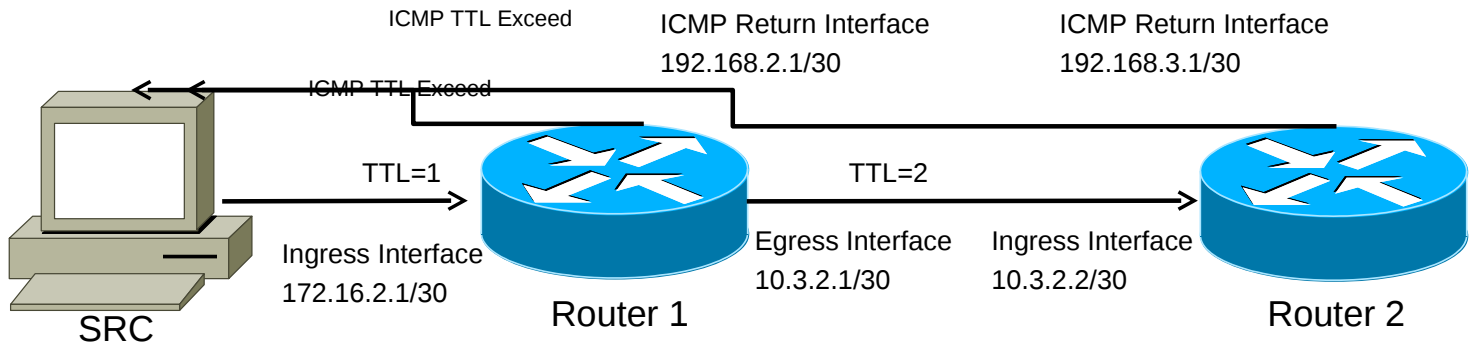 ICMP TTL Exceed
ICMP Return Interface
192.168.2.1/30
ICMP Return Interface
192.168.3.1/30
ICMP TTL Exceed
TTL=1
TTL=2
Ingress Interface
172.16.2.1/30
Egress Interface
10.3.2.1/30
Ingress Interface
10.3.2.2/30
SRC
Router 1
Router 2